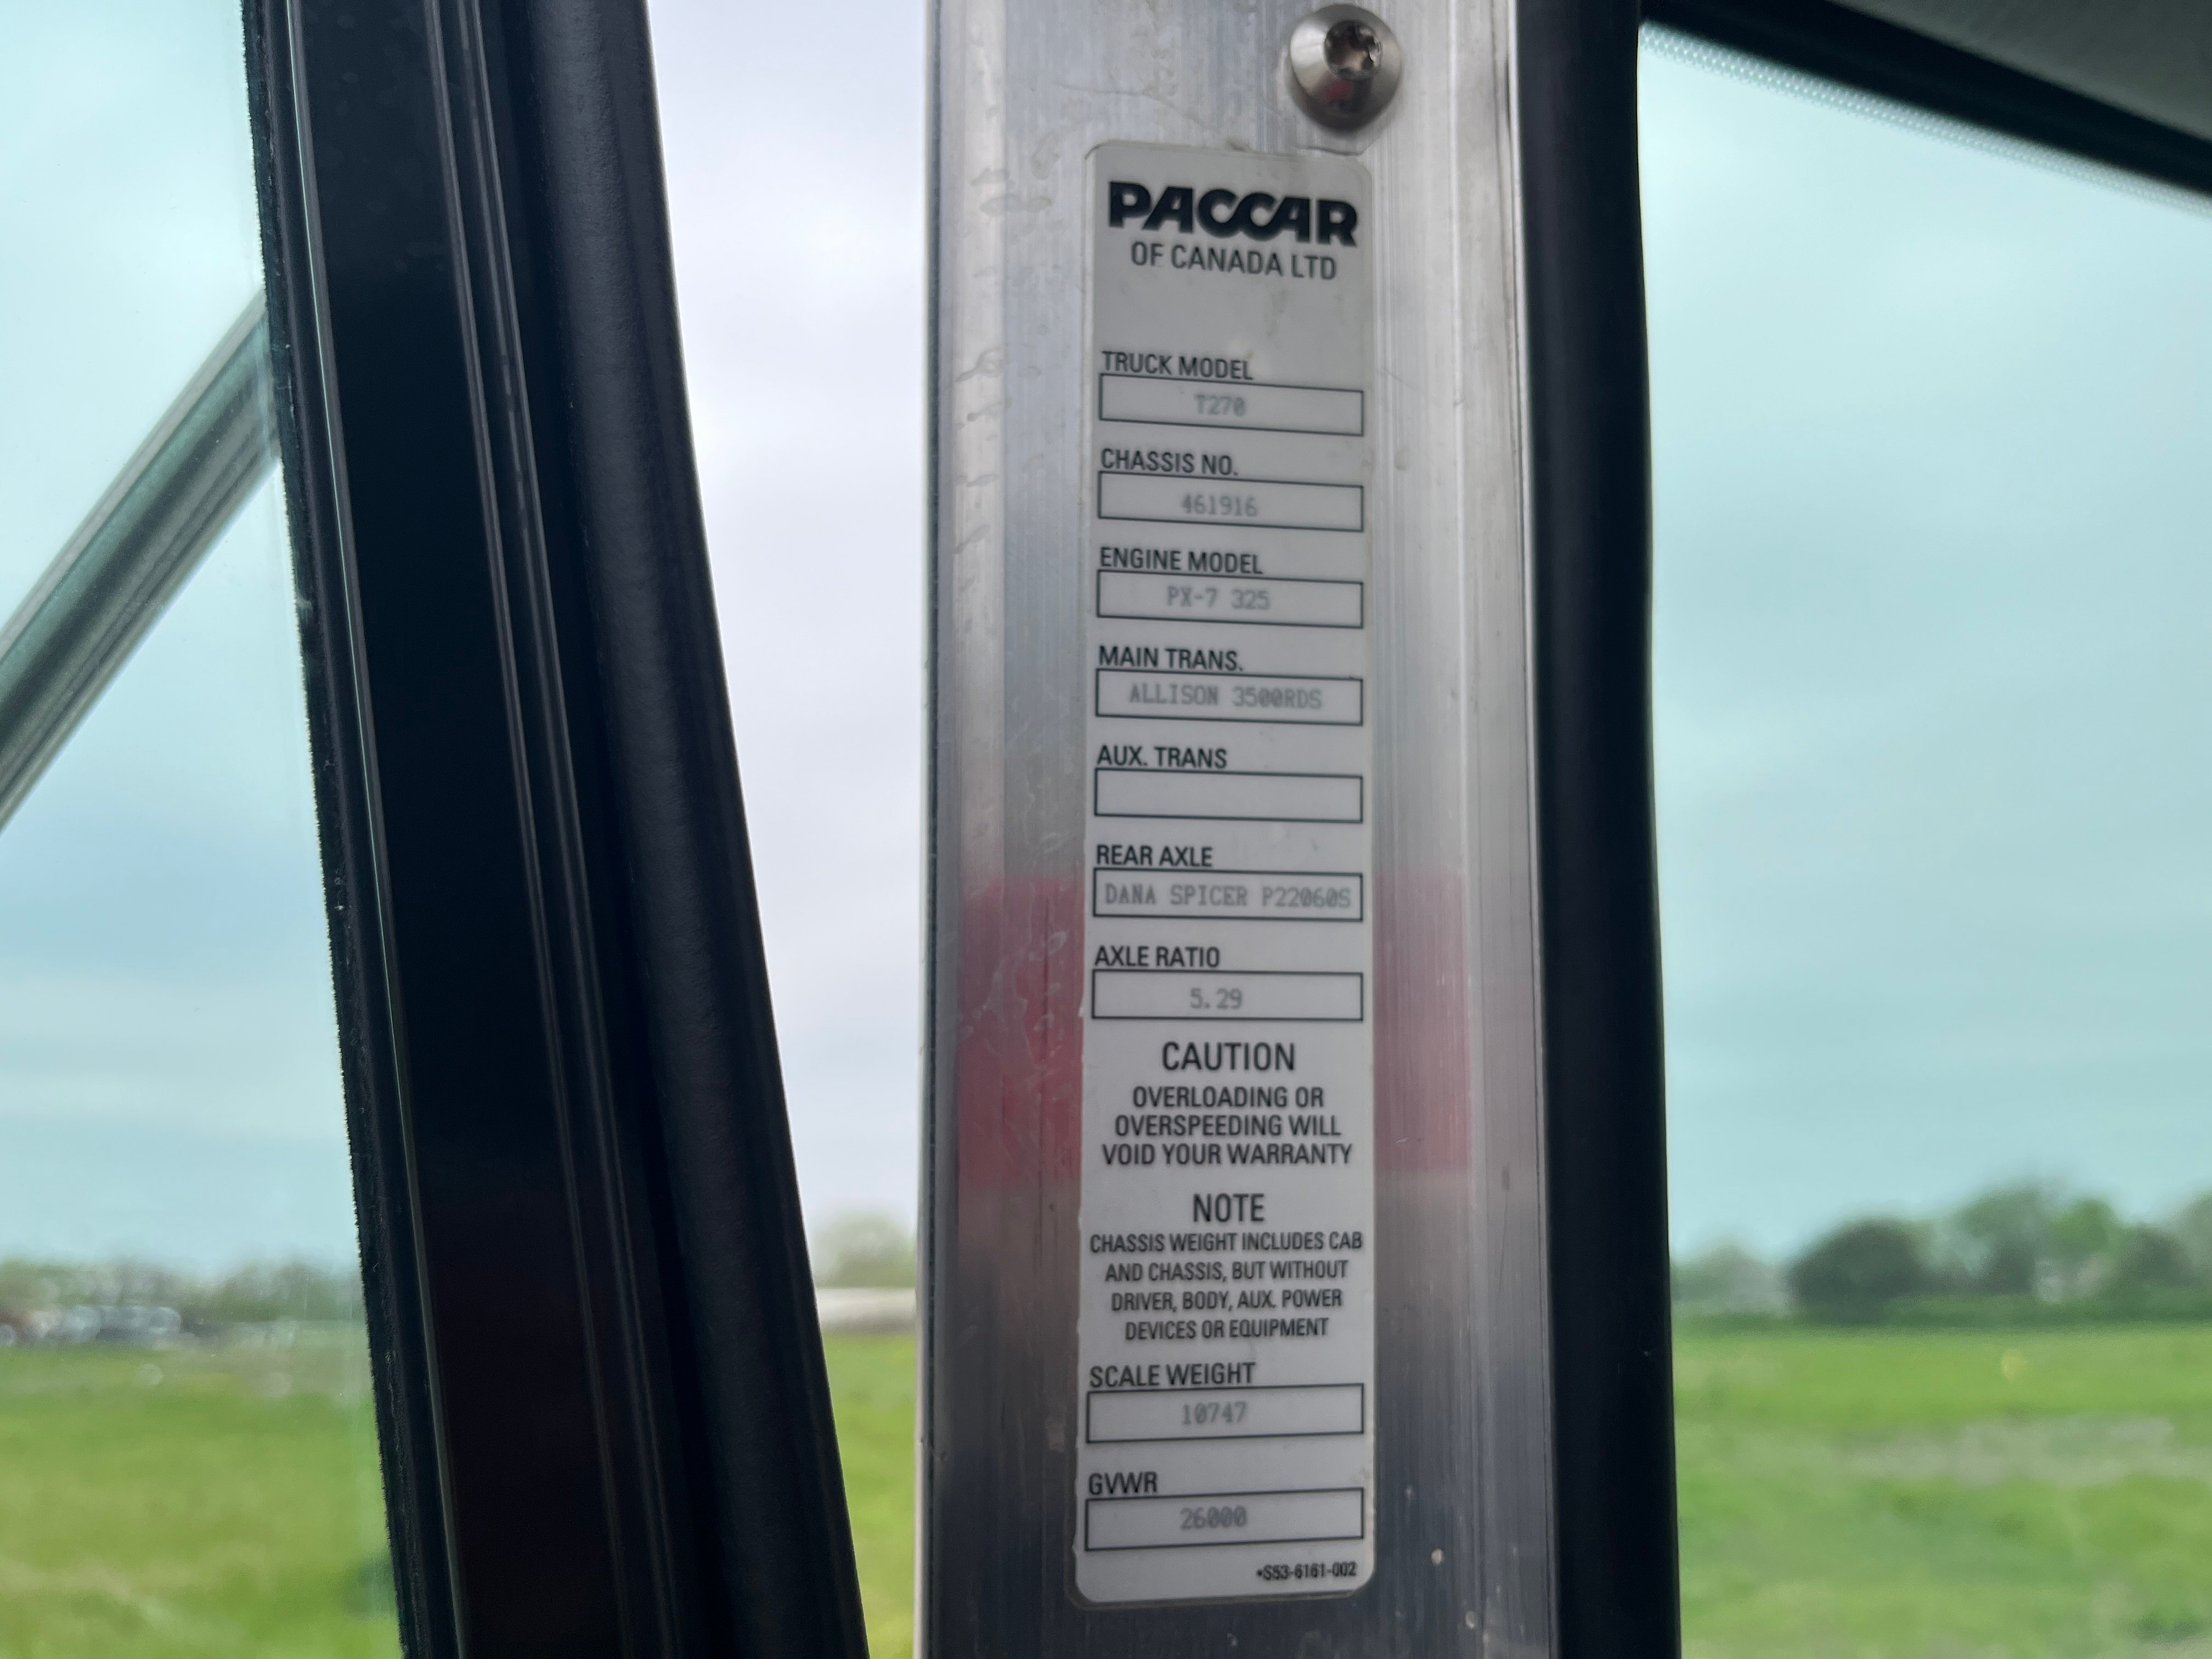 PACCAR
OF CANADA LTD
TRUCK MODEL
T270
CHASSIS NO.
461916
ENGINE MODEL
PX-7 325
MAIN TRANS.
ALLISON 3500RDS
AUX. TRANS
REAR AXLE
DANA SPICER P22060S
AXLE RATIO
5.29
CAUTION
OVERLOADING OR
OVERSPEEDING WILL
VOID YOUR WARRANTY
NOTE
CHASSIS WEIGHT INCLUDES CAB
AND CHASSIS, BUT WITHOUT
DRIVER, BODY, AUX. POWER
DEVICES OR EQUIPMENT
SCALE WEIGHT
10747
GVWR
26000
•S53-6161-002